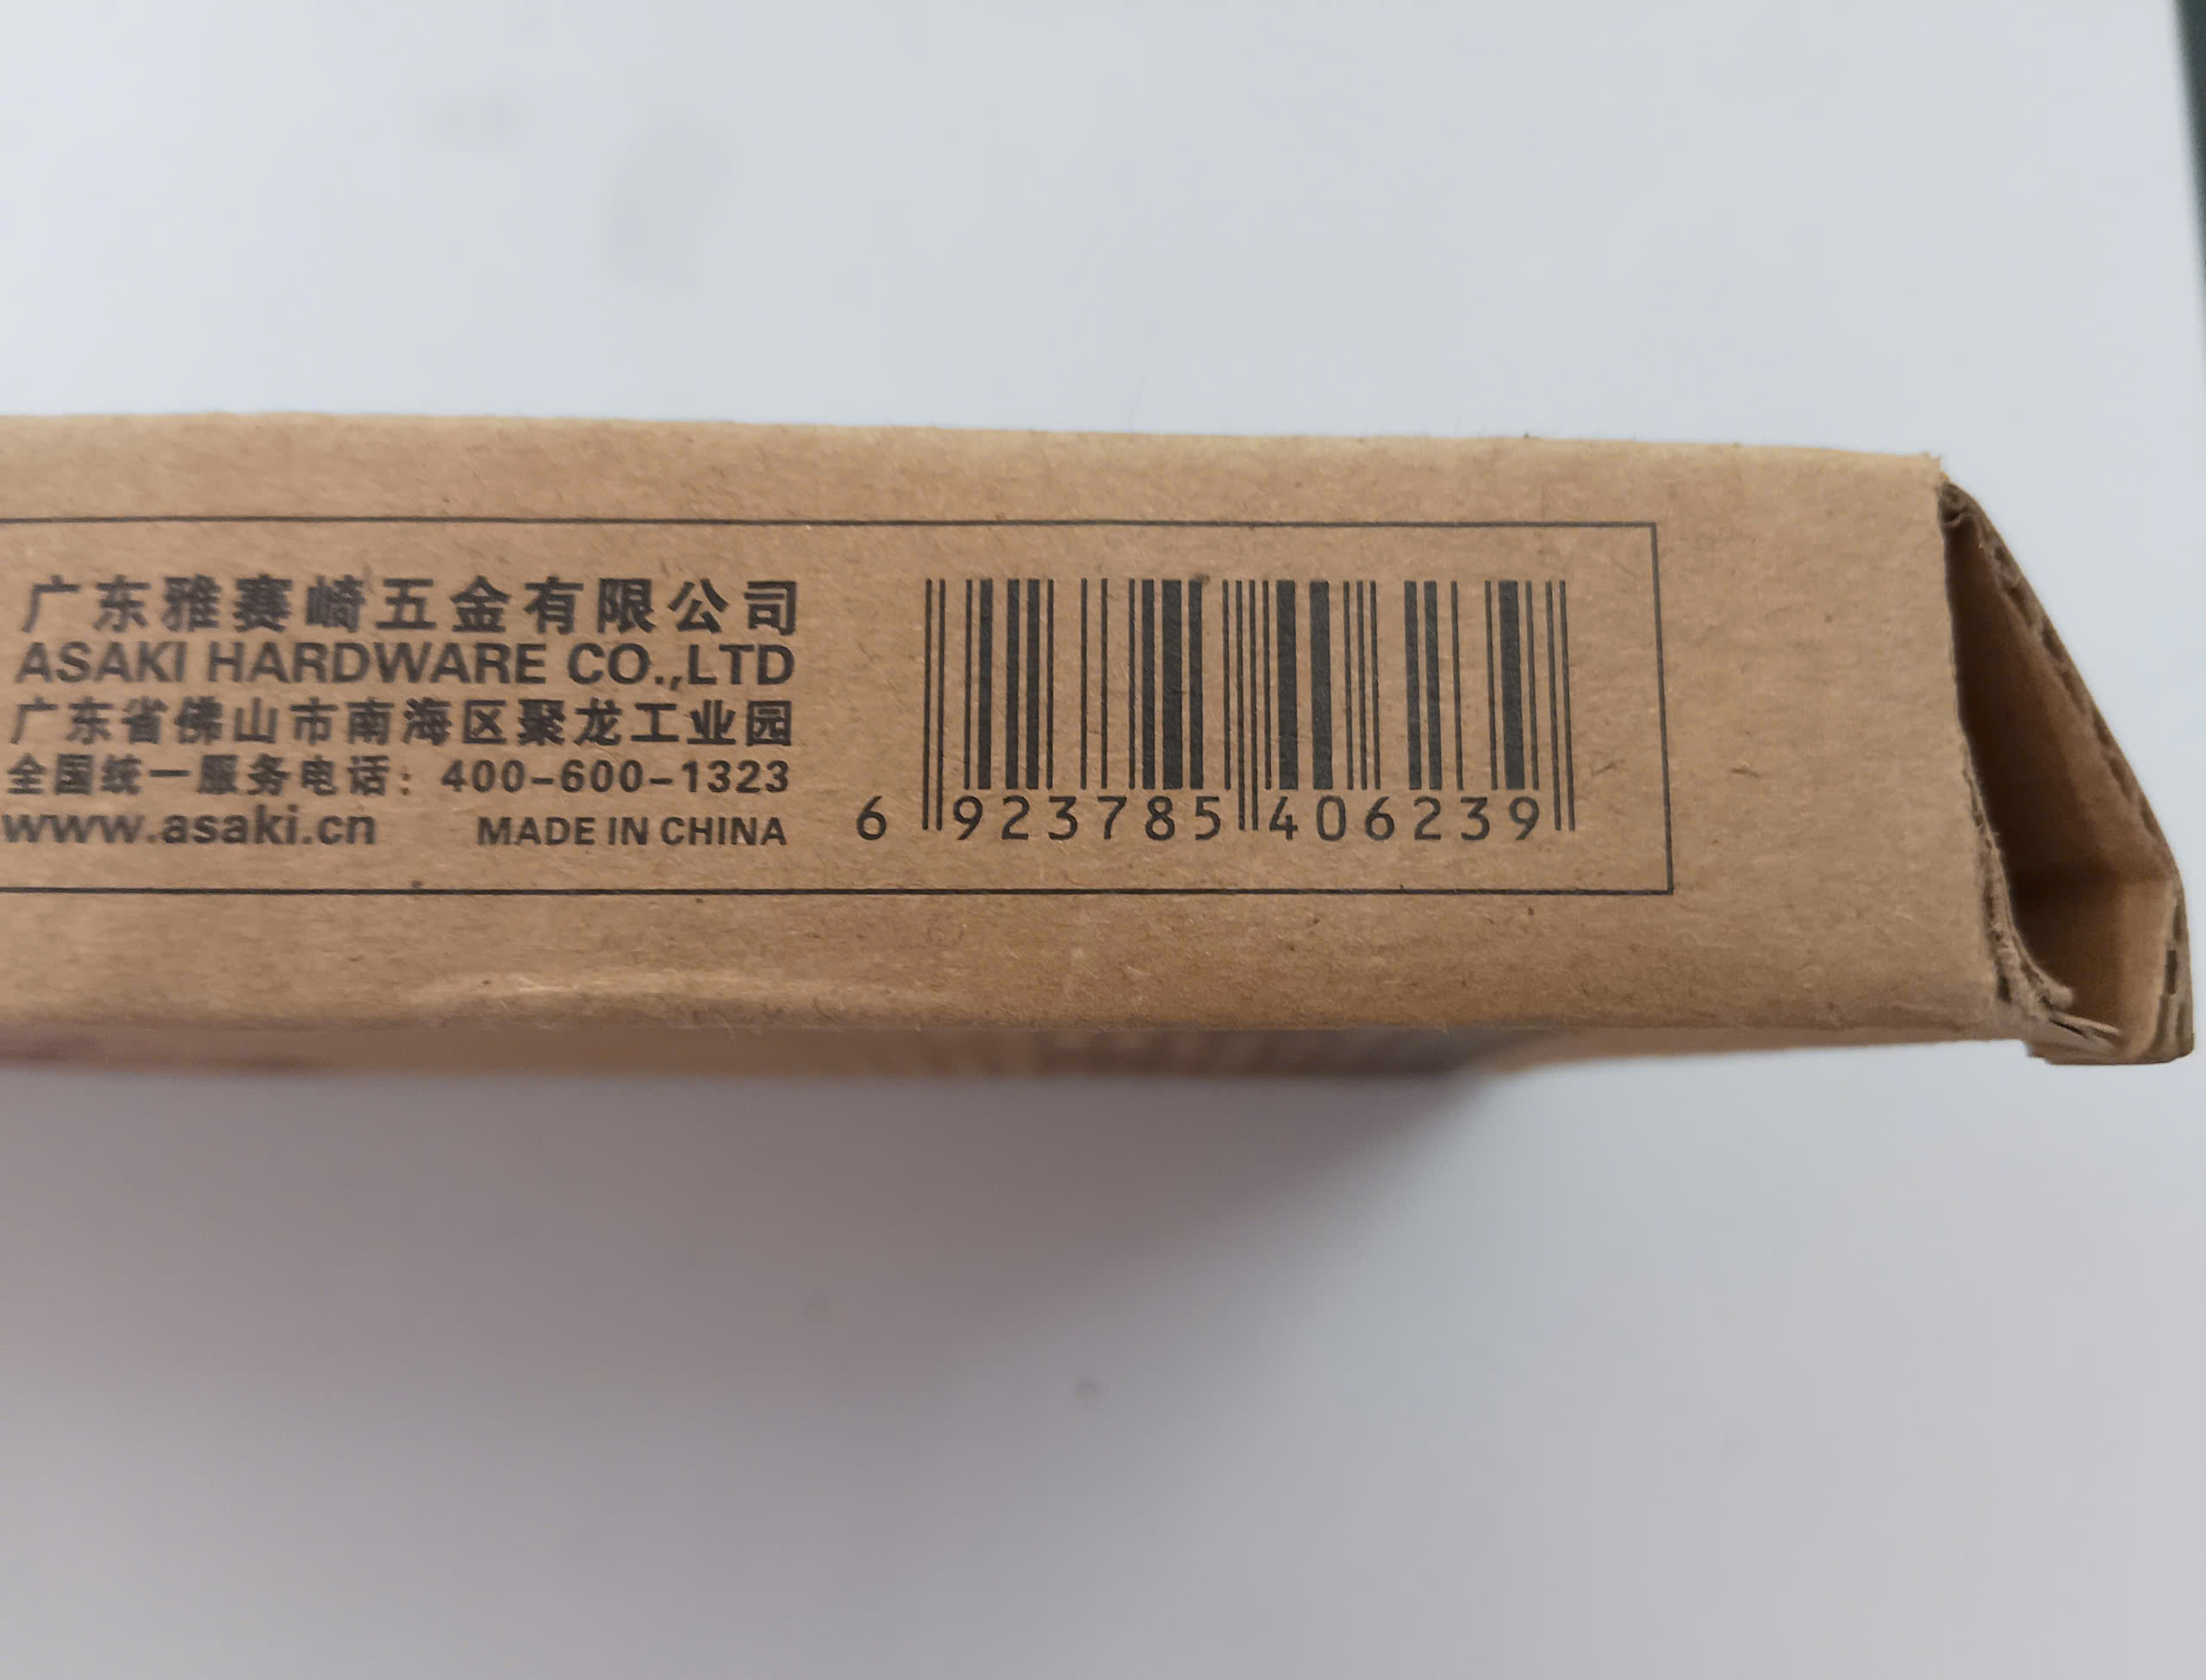 广东雅赛崎五金有限公司
ASAKI HARDWARE CO.,LTD
广东省佛山市南海区聚龙工业园
全国统一服务电话：400-600-1323
www.asaki.cn MADE IN CHINA
6 923785 406239